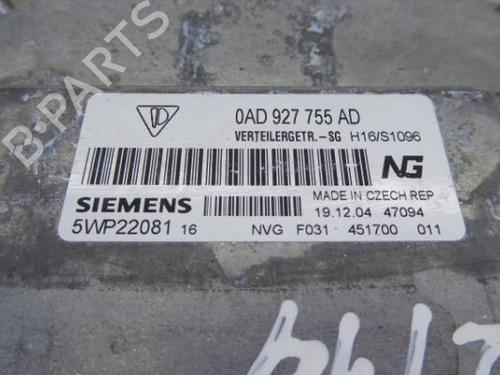 B-PARTS
0AD 927 755 AD
VERTEILERGETR.-SG H16/S1096
NG
SIEMENS
MADE IN CZECH REP
19.12.04 47094
5WP22081 16 NVG F031 451700 011